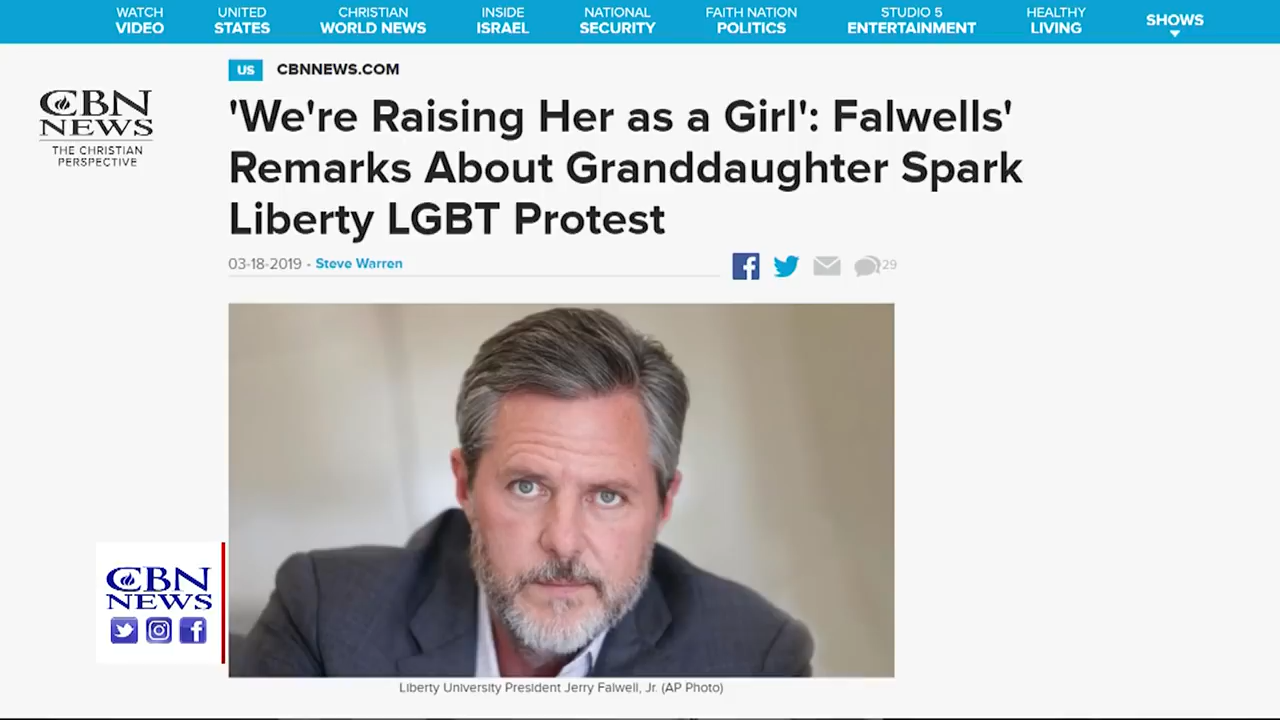 WATCH
VIDEO
UNITED
STATES
CHRISTIAN
WORLD NEWS
INSIDE
ISRAEL
NATIONAL
SECURITY
FAITH NATION
POLITICS
STUDIO 5
ENTERTAINMENT
HEALTHY
LIVING
SHOWS
US CBNNEWS.COM
CBN
NEWS
THE CHRISTIAN
PERSPECTIVE
'We're Raising Her as a Girl': Falwells'
Remarks About Granddaughter Spark
Liberty LGBT Protest
03-18-2019 - Steve Warren
29
CBN
NEWS
Liberty University President Jerry Falwell, Jr. (AP Photo)